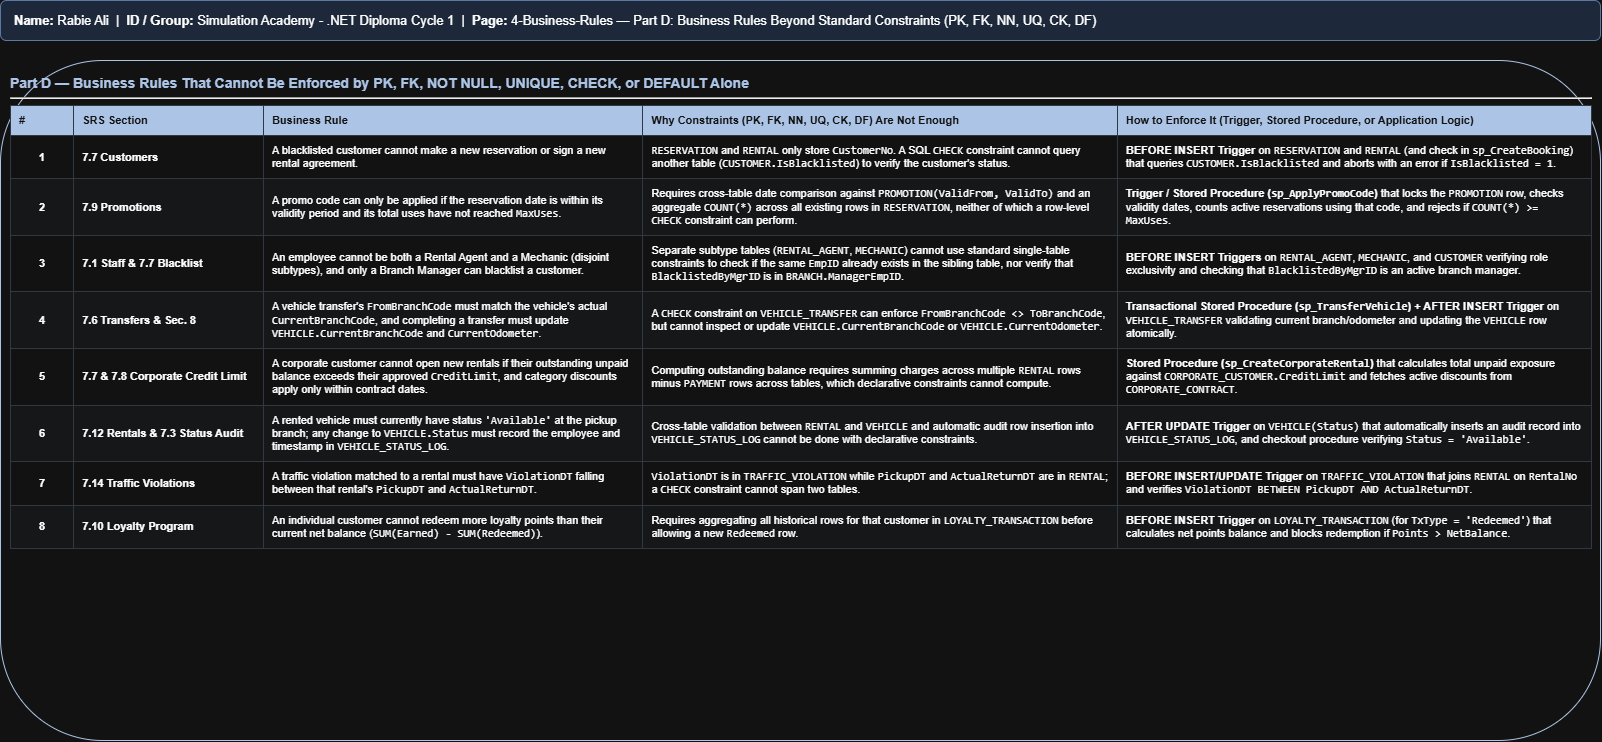 Name: Rabie Ali | ID / Group: Simulation Academy - .NET Diploma Cycle 1 | Page: 4-Business-Rules — Part D: Business Rules Beyond Standard Constraints (PK, FK, NN, UQ, CK, DF)
Part D — Business Rules That Cannot Be Enforced by PK, FK, NOT NULL, UNIQUE, CHECK, or DEFAULT Alone
# SRS Section Business Rule Why Constraints (PK, FK, NN, UQ, CK, DF) Are Not Enough How to Enforce It (Trigger, Stored Procedure, or Application Logic)
1
7.7 Customers
A blacklisted customer cannot make a new reservation or sign a new
rental agreement.
RESERVATION and RENTAL only store CustomerNo. A SQL CHECK constraint cannot query
another table (CUSTOMER.IsBlacklisted) to verify the customer's status.
BEFORE INSERT Trigger on RESERVATION and RENTAL (and check in sp_CreateBooking)
that queries CUSTOMER.IsBlacklisted and aborts with an error if IsBlacklisted = 1.
2
7.9 Promotions
A promo code can only be applied if the reservation date is within its
validity period and its total uses have not reached MaxUses.
Requires cross-table date comparison against PROMOTION(ValidFrom, ValidTo) and an
aggregate COUNT(*) across all existing rows in RESERVATION, neither of which a row-level
CHECK constraint can perform.
Trigger / Stored Procedure (sp_ApplyPromoCode) that locks the PROMOTION row, checks
validity dates, counts active reservations using that code, and rejects if COUNT(*) >=
MaxUses.
3
7.1 Staff & 7.7 Blacklist
An employee cannot be both a Rental Agent and a Mechanic (disjoint
subtypes), and only a Branch Manager can blacklist a customer.
Separate subtype tables (RENTAL_AGENT, MECHANIC) cannot use standard single-table
constraints to check if the same EmpID already exists in the sibling table, nor verify that
BlacklistedByMgrID is in BRANCH.ManagerEmpID.
BEFORE INSERT Triggers on RENTAL_AGENT, MECHANIC, and CUSTOMER verifying role
exclusivity and checking that BlacklistedByMgrID is an active branch manager.
4
7.6 Transfers & Sec. 8
A vehicle transfer's FromBranchCode must match the vehicle's actual
CurrentBranchCode, and completing a transfer must update
VEHICLE.CurrentBranchCode and CurrentOdometer.
A CHECK constraint on VEHICLE_TRANSFER can enforce FromBranchCode <> ToBranchCode,
but cannot inspect or update VEHICLE.CurrentBranchCode or VEHICLE.CurrentOdometer.
Transactional Stored Procedure (sp_TransferVehicle) + AFTER INSERT Trigger on
VEHICLE_TRANSFER validating current branch/odometer and updating the VEHICLE row
atomically.
5
7.7 & 7.8 Corporate Credit Limit
A corporate customer cannot open new rentals if their outstanding unpaid
balance exceeds their approved CreditLimit, and category discounts
apply only within contract dates.
Computing outstanding balance requires summing charges across multiple RENTAL rows
minus PAYMENT rows across tables, which declarative constraints cannot compute.
Stored Procedure (sp_CreateCorporateRental) that calculates total unpaid exposure
against CORPORATE_CUSTOMER.CreditLimit and fetches active discounts from
CORPORATE_CONTRACT.
6
7.12 Rentals & 7.3 Status Audit
A rented vehicle must currently have status 'Available' at the pickup
branch; any change to VEHICLE.Status must record the employee and
timestamp in VEHICLE_STATUS_LOG.
Cross-table validation between RENTAL and VEHICLE and automatic audit row insertion into
VEHICLE_STATUS_LOG cannot be done with declarative constraints.
AFTER UPDATE Trigger on VEHICLE(Status) that automatically inserts an audit record into
VEHICLE_STATUS_LOG, and checkout procedure verifying Status = 'Available'.
7
7.14 Traffic Violations
A traffic violation matched to a rental must have ViolationDT falling
between that rental's PickupDT and ActualReturnDT.
ViolationDT is in TRAFFIC_VIOLATION while PickupDT and ActualReturnDT are in RENTAL;
a CHECK constraint cannot span two tables.
BEFORE INSERT/UPDATE Trigger on TRAFFIC_VIOLATION that joins RENTAL on RentalNo
and verifies ViolationDT BETWEEN PickupDT AND ActualReturnDT.
8
7.10 Loyalty Program
An individual customer cannot redeem more loyalty points than their
current net balance (SUM(Earned) - SUM(Redeemed)).
Requires aggregating all historical rows for that customer in LOYALTY_TRANSACTION before
allowing a new Redeemed row.
BEFORE INSERT Trigger on LOYALTY_TRANSACTION (for TxType = 'Redeemed') that
calculates net points balance and blocks redemption if Points > NetBalance.